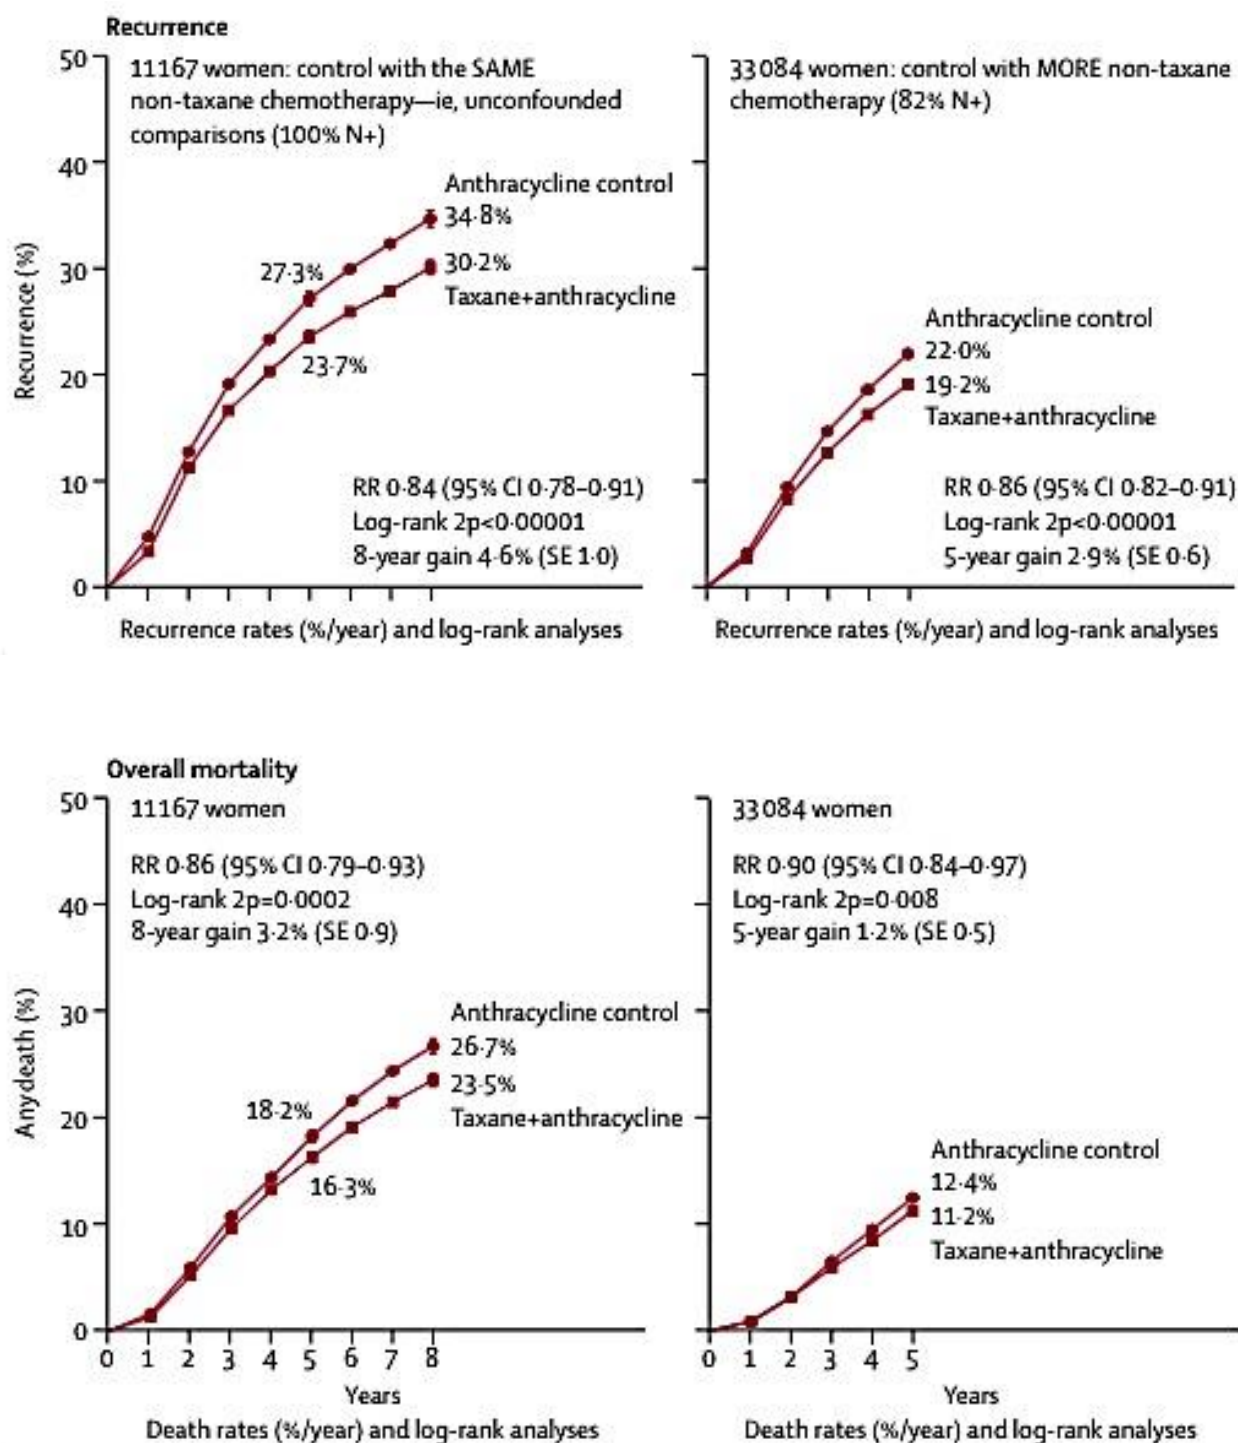 Recurrence
50
11167 women: control with the SAME
non-taxane chemotherapy—ie, unconfounded
comparisons (100% N+)
40
Anthracycline control
34·8%
27·3%
30
30·2%
Taxane+anthracycline
23·7%
20
10
RR 0·84 (95% CI 0·78–0·91)
Log-rank 2p<0·00001
8-year gain 4·6% (SE 1·0)
0
Recurrence (%)
Recurrence rates (%/year) and log-rank analyses
33084 women: control with MORE non-taxane
chemotherapy (82% N+)
Anthracycline control
22·0%
19·2%
Taxane+anthracycline
RR 0·86 (95% CI 0·82–0·91)
Log-rank 2p<0·00001
5-year gain 2·9% (SE 0·6)
Recurrence rates (%/year) and log-rank analyses
Overall mortality
50
11167 women
RR 0·86 (95% CI 0·79–0·93)
Log-rank 2p=0·0002
40
8-year gain 3·2% (SE 0·9)
Any death (%)
30
Anthracycline control
26·7%
23·5%
18·2%
Taxane+anthracycline
20
16·3%
10
0
0 1 2 3 4 5 6 7 8
Years
Death rates (%/year) and log-rank analyses
33084 women
RR 0·90 (95% CI 0·84–0·97)
Log-rank 2p=0·008
5-year gain 1·2% (SE 0·5)
Anthracycline control
12·4%
11·2%
Taxane+anthracycline
0 1 2 3 4 5
Years
Death rates (%/year) and log-rank analyses